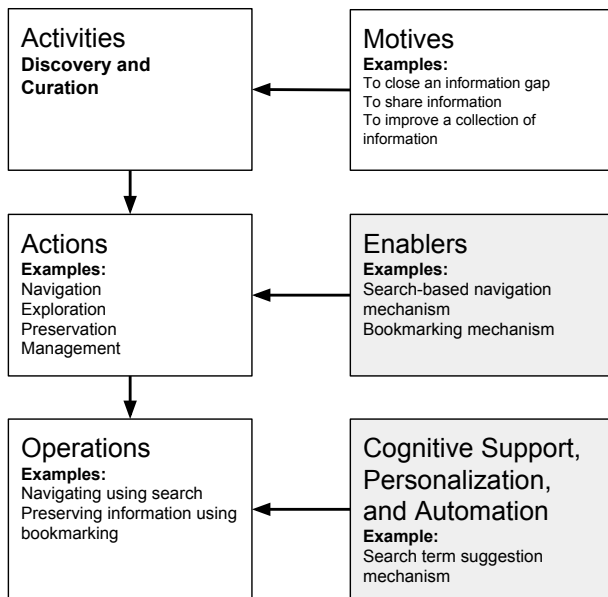 Activities
Discovery and
Curation
Motives
Examples:
To close an information gap
To share information
To improve a collection of
information
Actions
Examples:
Navigation
Exploration
Preservation
Management
Enablers
Examples:
Search-based navigation
mechanism
Bookmarking mechanism
Operations
Examples:
Navigating using search
Preserving information using
bookmarking
Cognitive Support,
Personalization,
and Automation
Example:
Search term suggestion
mechanism